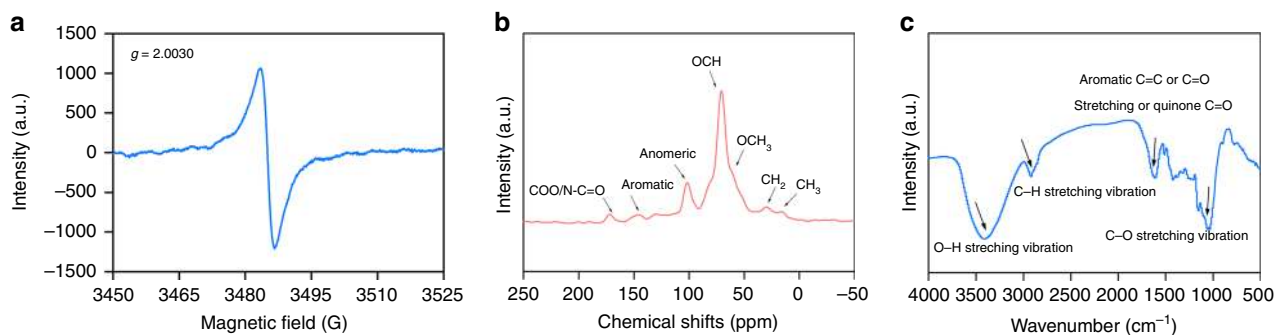 a
g = 2.0030
1500
1000
500
0
−500
−1000
−1500
3450 3465 3480 3495 3510 3525
Intensity (a.u.)
Magnetic field (G)
b
OCH
OCH3
Anomeric
Aromatic
COO/N-C=O
CH2
CH3
250 200 150 100 50 0 −50
Intensity (a.u.)
Chemical shifts (ppm)
c
Aromatic C=C or C=O
Stretching or quinone C=O
C–H stretching vibration
C–O stretching vibration
O–H streching vibration
4000 3500 3000 2500 2000 1500 1000 500
Intensity (a.u.)
Wavenumber (cm⁻¹)